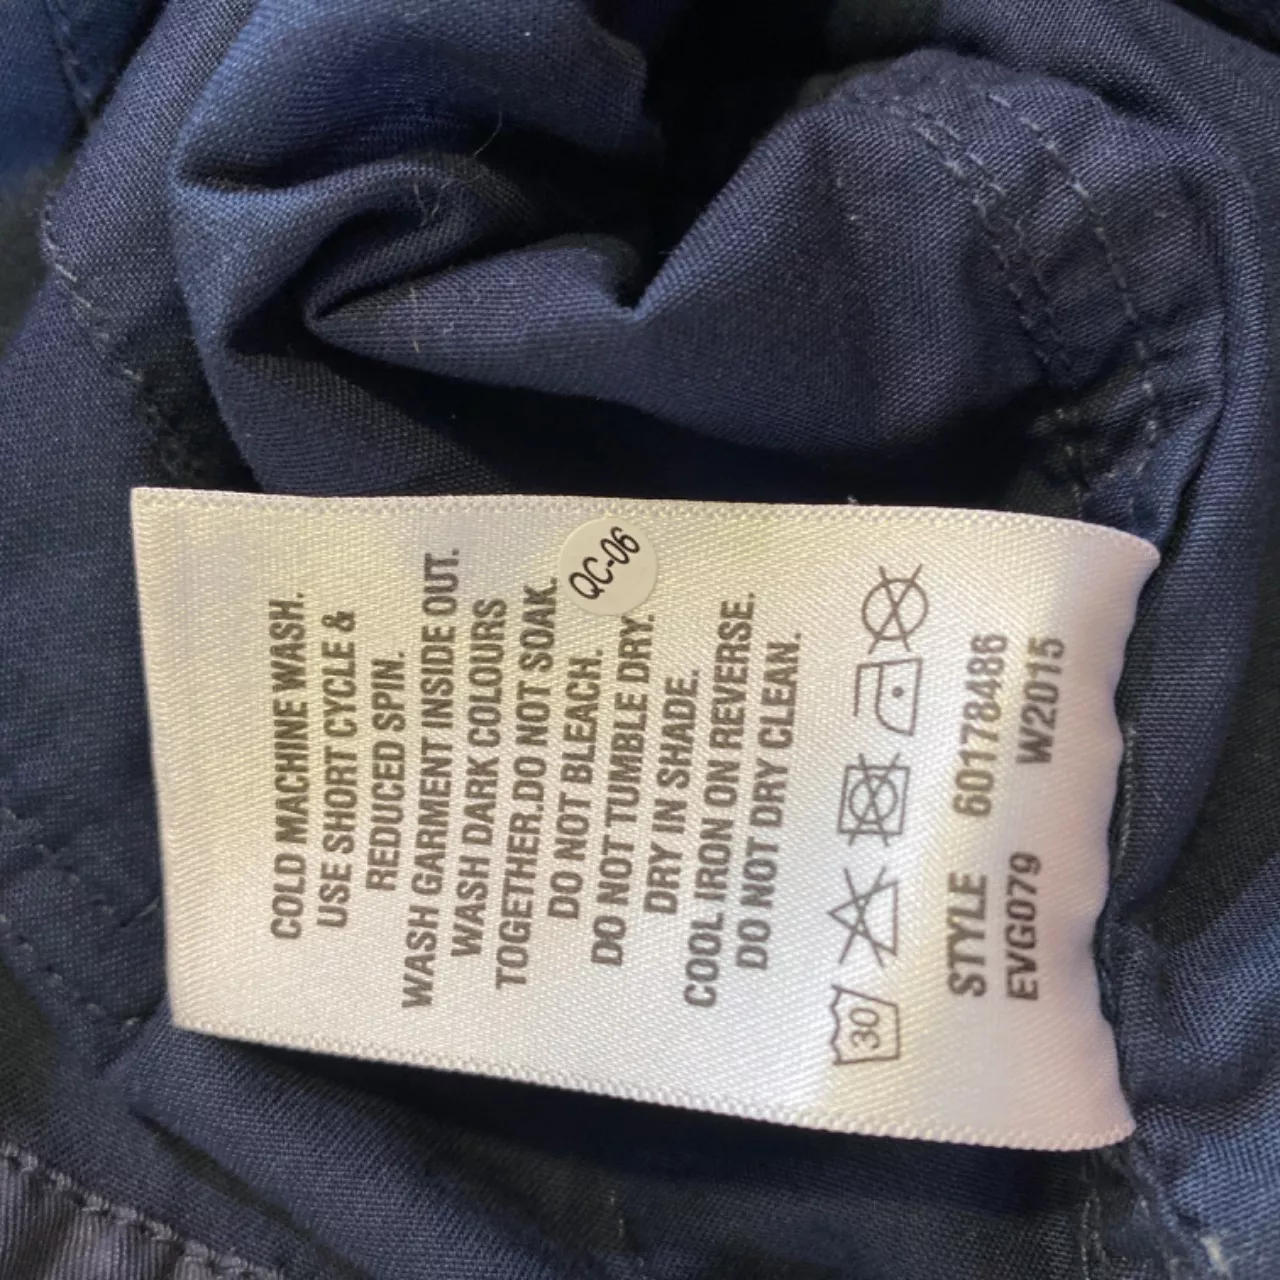 COLD MACHINE WASH.
USE SHORT CYCLE &
REDUCED SPIN.
WASH GARMENT INSIDE OUT.
WASH DARK COLOURS
TOGETHER.DO NOT SOAK.
DO NOT BLEACH.
DO NOT TUMBLE DRY.
DRY IN SHADE.
COOL IRON ON REVERSE.
DO NOT DRY CLEAN.
QC-06
30
STYLE 60178486
EVG079 W2015